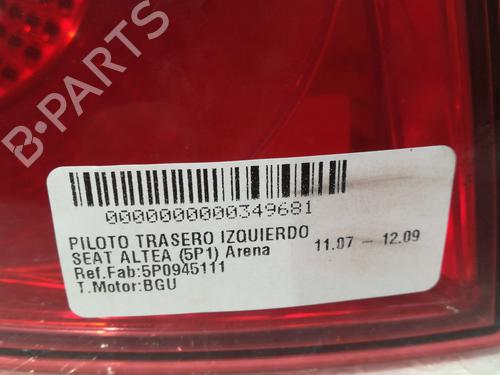 B-PARTS
0000000000349681
PILOTO TRASERO IZQUIERDO
SEAT ALTEA (5P1) Arena 11.07 - 12.09
Ref.Fab:5P0945111
T.Motor:BGU